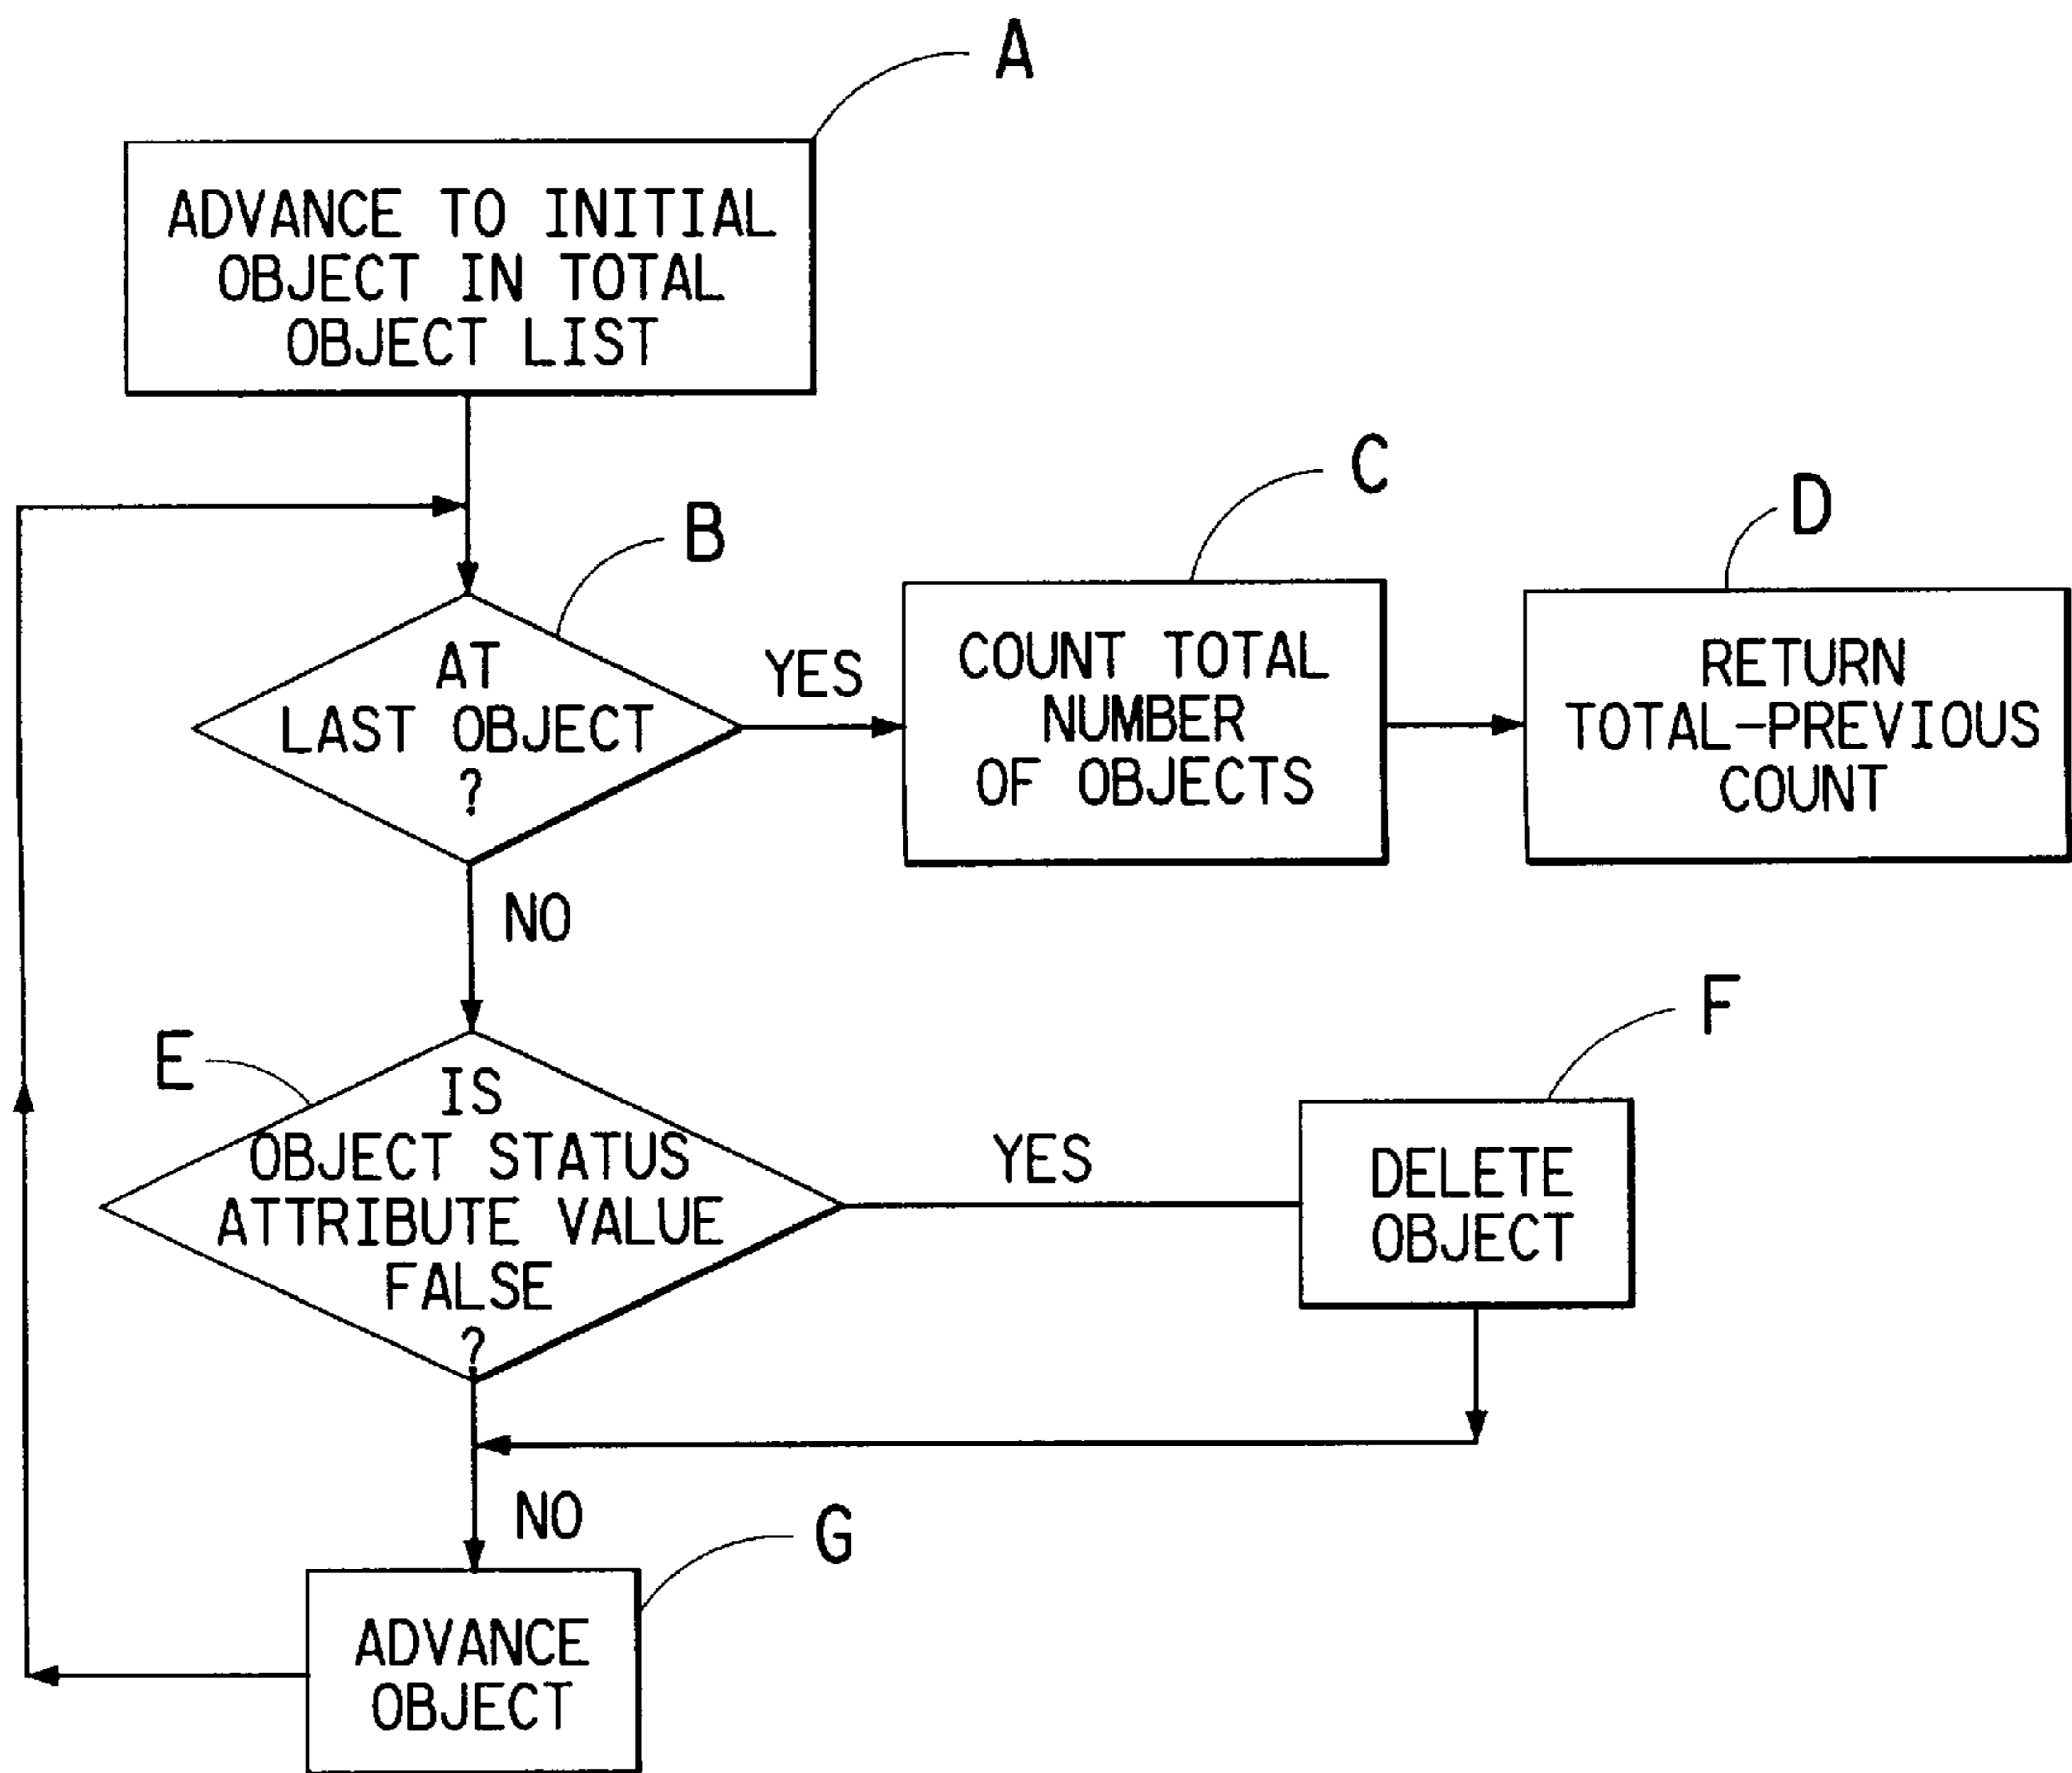 A
ADVANCE TO INITIAL
OBJECT IN TOTAL
OBJECT LIST
B
AT
LAST OBJECT
?
YES
C
COUNT TOTAL
NUMBER
OF OBJECTS
D
RETURN
TOTAL-PREVIOUS
COUNT
NO
E
IS
OBJECT STATUS
ATTRIBUTE VALUE
FALSE
?
YES
F
DELETE
OBJECT
NO
G
ADVANCE
OBJECT